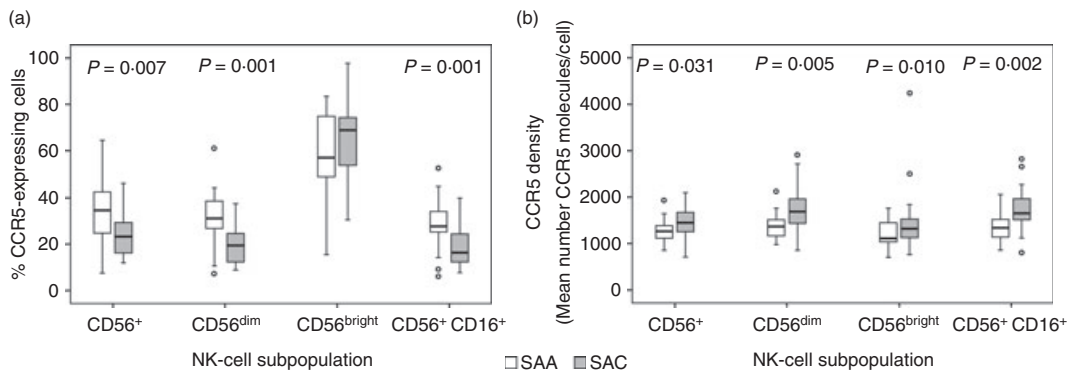 (a)
% CCR5-expressing cells
100
80
60
40
20
0
P = 0·007
P = 0·001
P = 0·001
CD56⁺
CD56ᵈⁱᵐ
CD56ᵇʳⁱᵍʰᵗ
CD56⁺ CD16⁺
NK-cell subpopulation
(b)
CCR5 density
(Mean number CCR5 molecules/cell)
5000
4000
3000
2000
1000
0
P = 0·031
P = 0·005
P = 0·010
P = 0·002
CD56⁺
CD56ᵈⁱᵐ
CD56ᵇʳⁱᵍʰᵗ
CD56⁺ CD16⁺
NK-cell subpopulation
SAA SAC